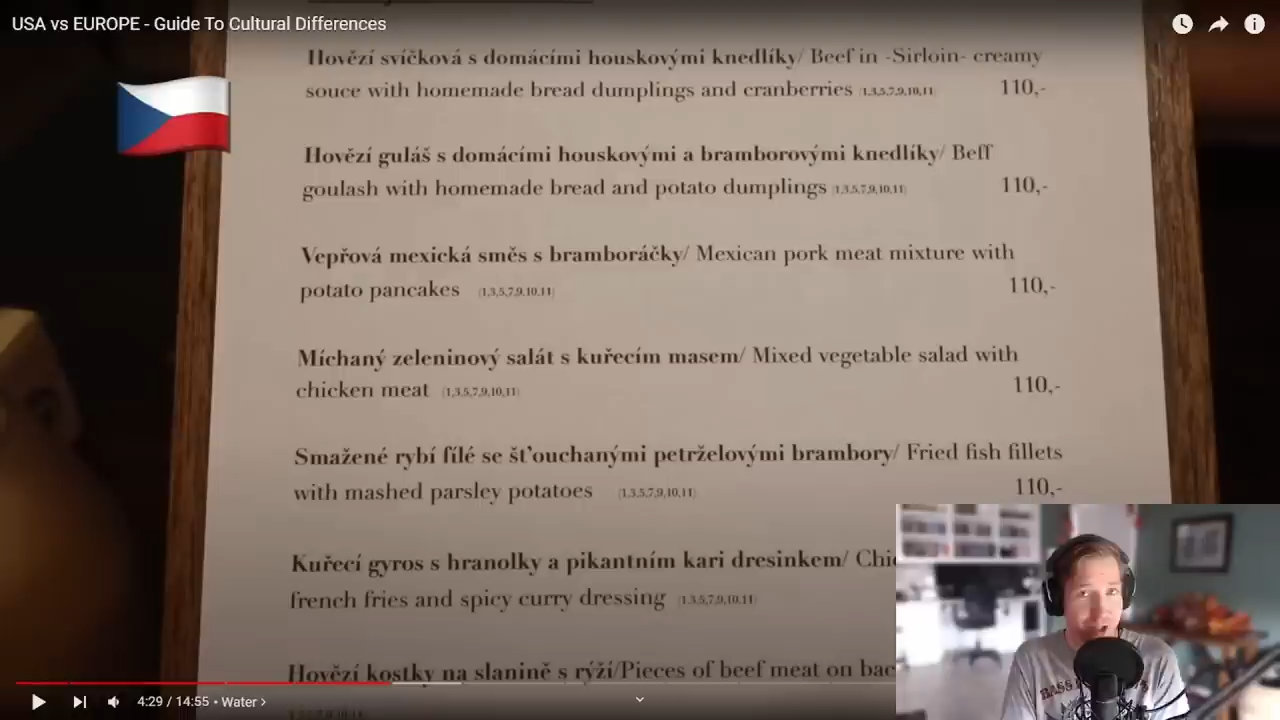 USA vs EUROPE - Guide To Cultural Differences
Hovězí svíčková s domácími houskovými knedlíky/ Beef in -Sirloin- creamy
souce with homemade bread dumplings and cranberries (1,3,5,7,9,10,11) 110,-
Hovězí guláš s domácími houskovými a bramborovými knedlíky/ Beff
goulash with homemade bread and potato dumplings (1,3,5,7,9,10,11) 110,-
Vepřová mexická směs s bramboráčky/ Mexican pork meat mixture with
potato pancakes (1,3,5,7,9,10,11) 110,-
Míchaný zeleninový salát s kuřecím masem/ Mixed vegetable salad with
chicken meat (1,3,5,7,9,10,11) 110,-
Smažené rybí fílé se šťouchanými petrželovými brambory/ Fried fish fillets
with mashed parsley potatoes (1,3,5,7,9,10,11) 110,-
Kuřecí gyros s hranolky a pikantním kari dresinkem/ Chi
french fries and spicy curry dressing (1,3,5,7,9,10,11)
Hovězí kostky na slanině s rýží/Pieces of beef meat on bac
BASS
4:29 / 14:55 • Water >